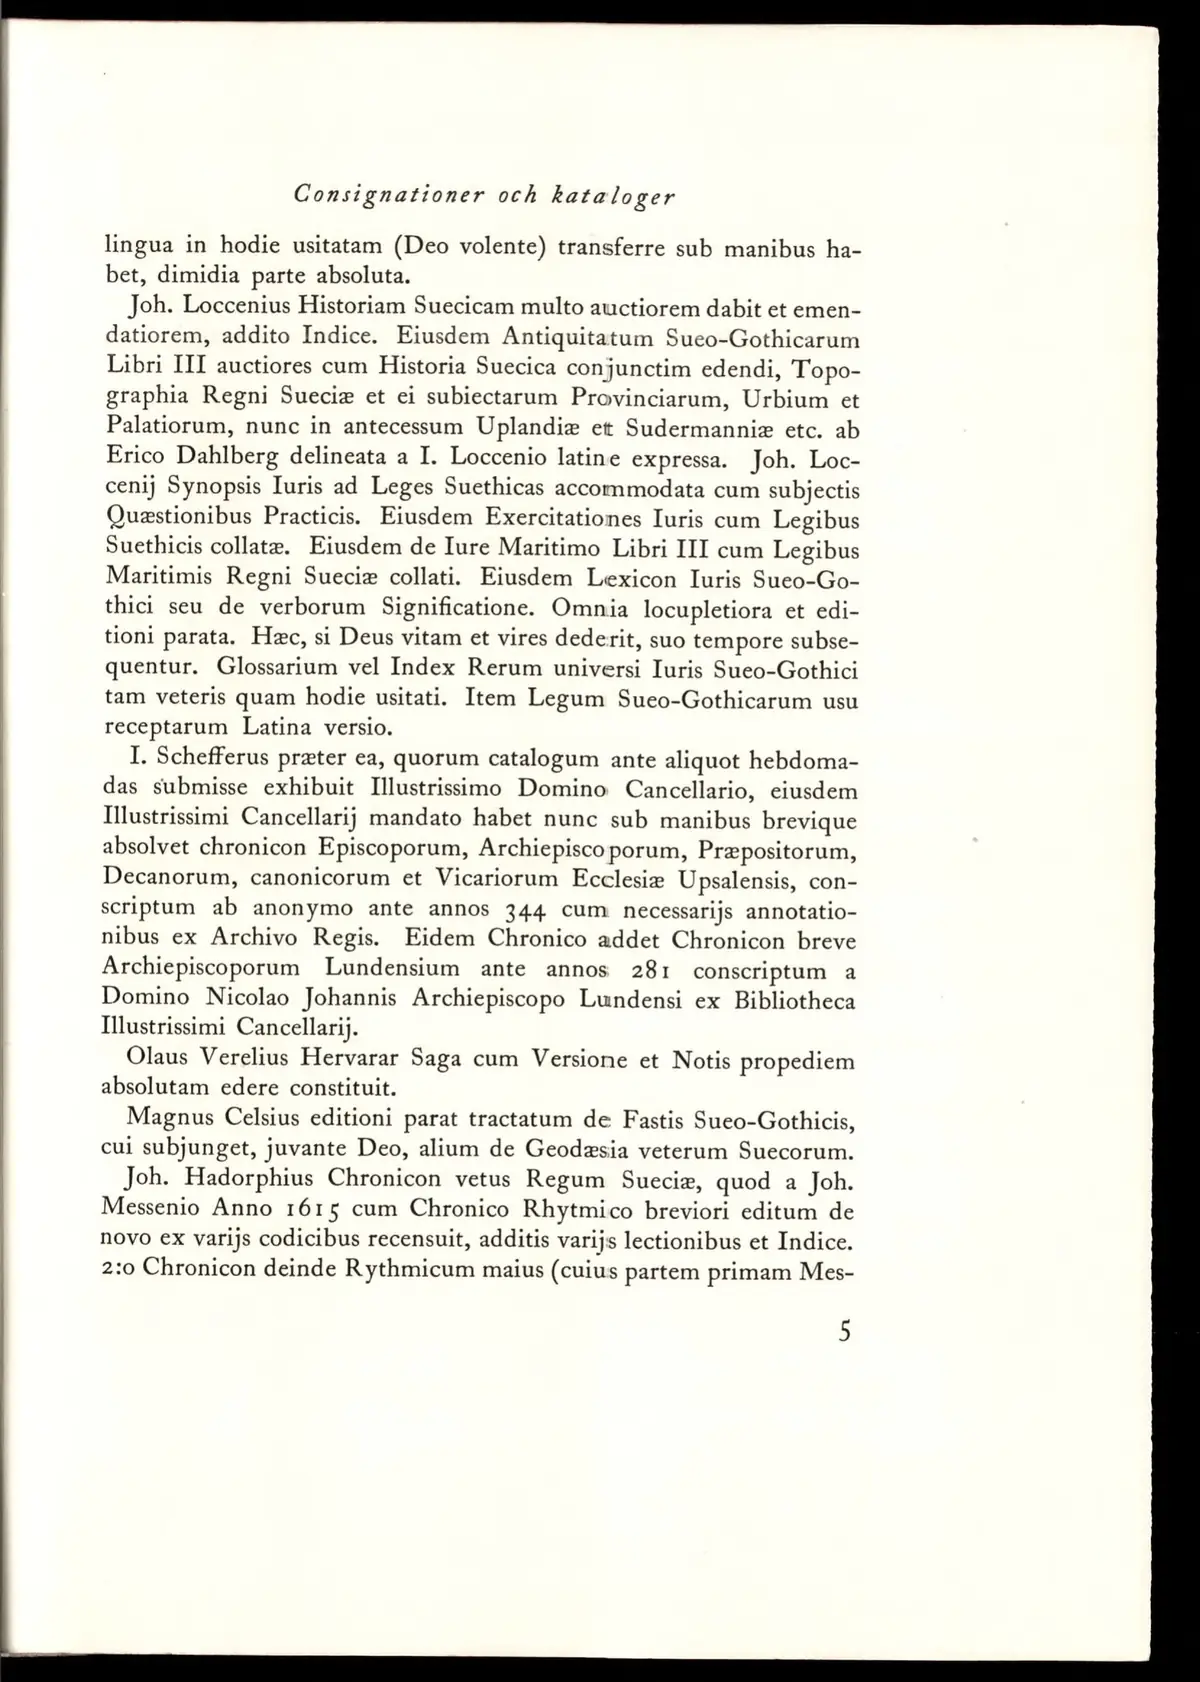 Consignationer och kataloger
lingua in hodie usitatam (Deo volente) transferre sub manibus ha-
bet, dimidia parte absoluta.
Joh. Loccenius Historiam Suecicam multo auctiorem dabit et emen-
datiorem, addito Indice. Eiusdem Antiquitatum Sueo-Gothicarum
Libri III auctiores cum Historia Suecica conjunctim edendi, Topo-
graphia Regni Sueciæ et ei subiectarum Provinciarum, Urbium et
Palatiorum, nunc in antecessum Uplandiæ et Sudermanniæ etc. ab
Erico Dahlberg delineata a I. Loccenio latine expressa. Joh. Loc-
cenij Synopsis Iuris ad Leges Suethicas accommodata cum subjectis
Quæstionibus Practicis. Eiusdem Exercitationes Iuris cum Legibus
Suethicis collatæ. Eiusdem de Iure Maritimo Libri III cum Legibus
Maritimis Regni Sueciæ collati. Eiusdem Lexicon Iuris Sueo-Go-
thici seu de verborum Significatione. Omnia locupletiora et edi-
tioni parata. Hæc, si Deus vitam et vires dederit, suo tempore subse-
quentur. Glossarium vel Index Rerum universi Iuris Sueo-Gothici
tam veteris quam hodie usitati. Item Legum Sueo-Gothicarum usu
receptarum Latina versio.
I. Schefferus præter ea, quorum catalogum ante aliquot hebdoma-
das submisse exhibuit Illustrissimo Domino Cancellario, eiusdem
Illustrissimi Cancellarij mandato habet nunc sub manibus brevique
absolvet chronicon Episcoporum, Archiepiscoporum, Præpositorum,
Decanorum, canonicorum et Vicariorum Ecclesiæ Upsalensis, con-
scriptum ab anonymo ante annos 344 cum necessarijs annotatio-
nibus ex Archivo Regis. Eidem Chronico addet Chronicon breve
Archiepiscoporum Lundensium ante annos 281 conscriptum a
Domino Nicolao Johannis Archiepiscopo Lundensi ex Bibliotheca
Illustrissimi Cancellarij.
Olaus Verelius Hervarar Saga cum Versione et Notis propediem
absolutam edere constituit.
Magnus Celsius editioni parat tractatum de Fastis Sueo-Gothicis,
cui subjunget, juvante Deo, alium de Geodæsia veterum Suecorum.
Joh. Hadorphius Chronicon vetus Regum Sueciæ, quod a Joh.
Messenio Anno 1615 cum Chronico Rhytmico breviori editum de
novo ex varijs codicibus recensuit, additis varijs lectionibus et Indice.
2:o Chronicon deinde Rythmicum maius (cuius partem primam Mes-
5